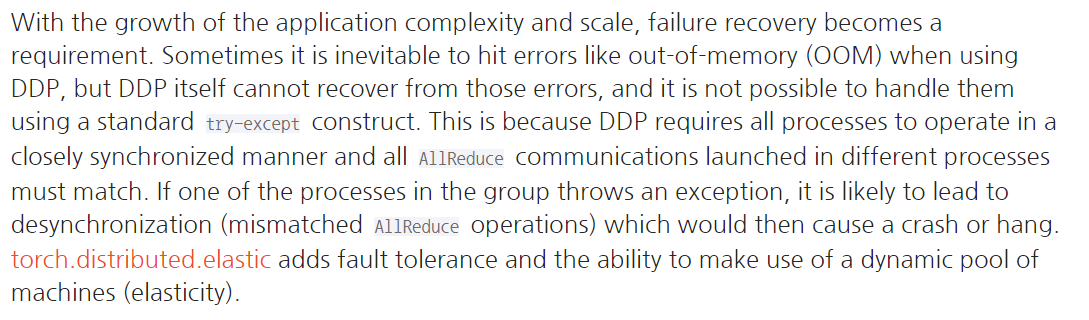 With the growth of the application complexity and scale, failure recovery becomes a
requirement. Sometimes it is inevitable to hit errors like out-of-memory (OOM) when using
DDP, but DDP itself cannot recover from those errors, and it is not possible to handle them
using a standard try-except construct. This is because DDP requires all processes to operate in a
closely synchronized manner and all AllReduce communications launched in different processes
must match. If one of the processes in the group throws an exception, it is likely to lead to
desynchronization (mismatched AllReduce operations) which would then cause a crash or hang.
torch.distributed.elastic adds fault tolerance and the ability to make use of a dynamic pool of
machines (elasticity).